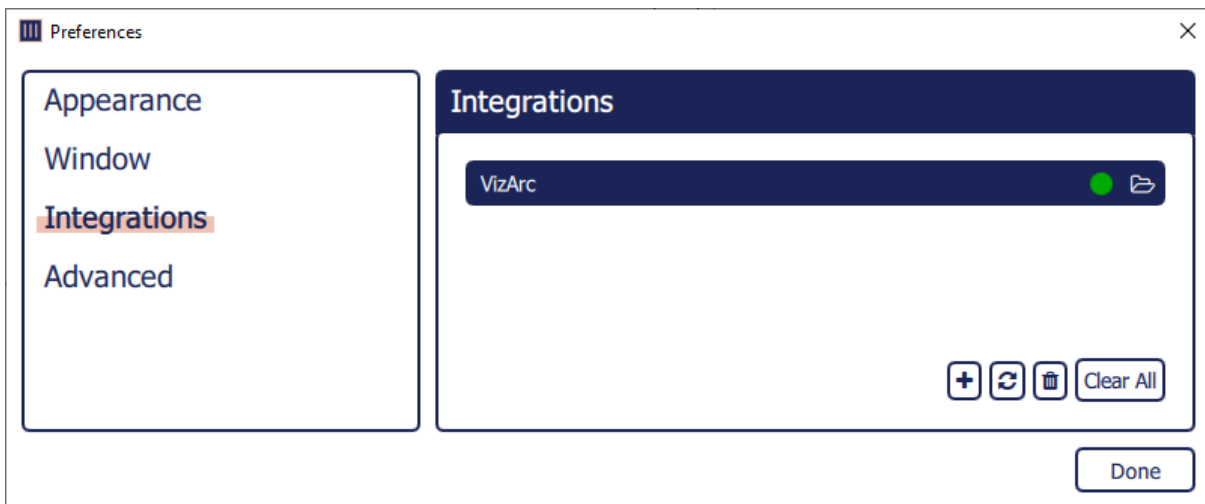 Preferences
Appearance
Window
Integrations
Advanced
Integrations
VizArc
Clear All
Done